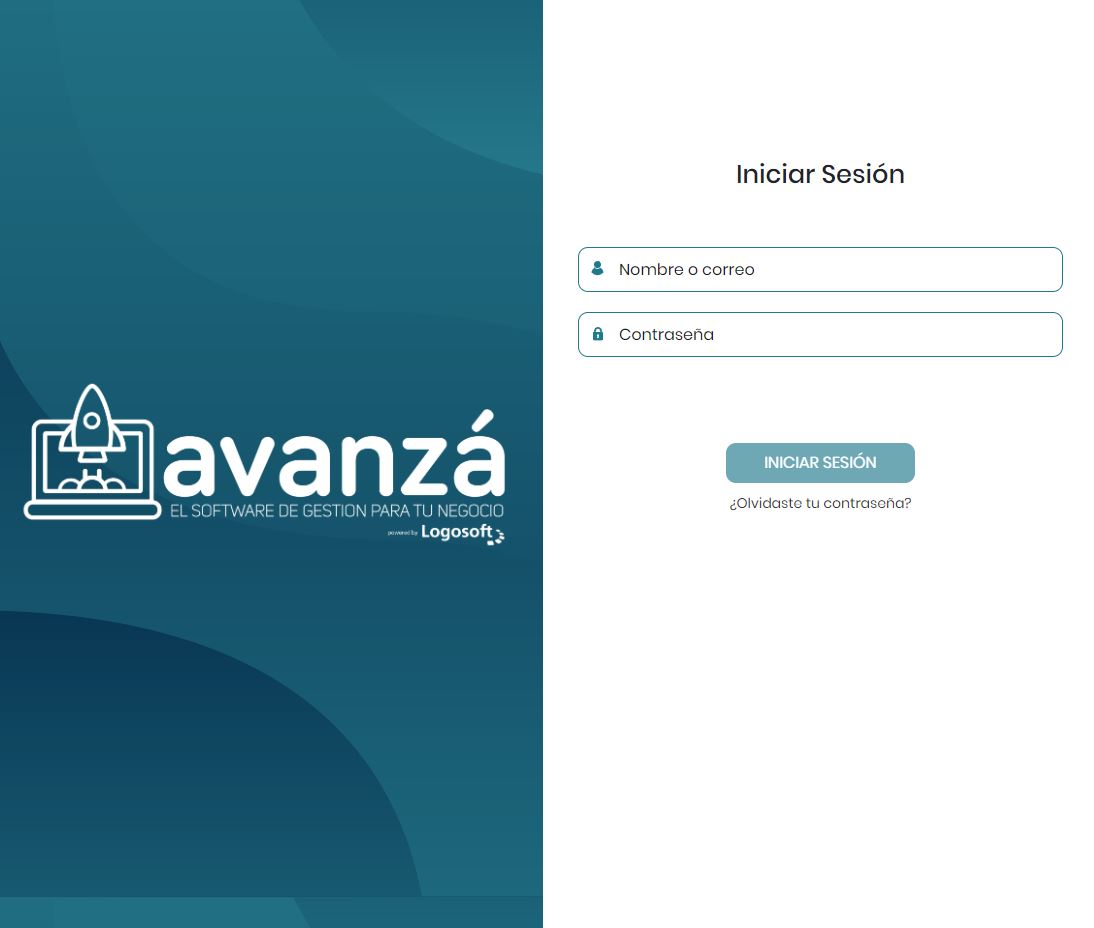 avanzá
EL SOFTWARE DE GESTION PARA TU NEGOCIO
powered by Logosoft
Iniciar Sesión
Nombre o correo
Contraseña
INICIAR SESIÓN
¿Olvidaste tu contraseña?